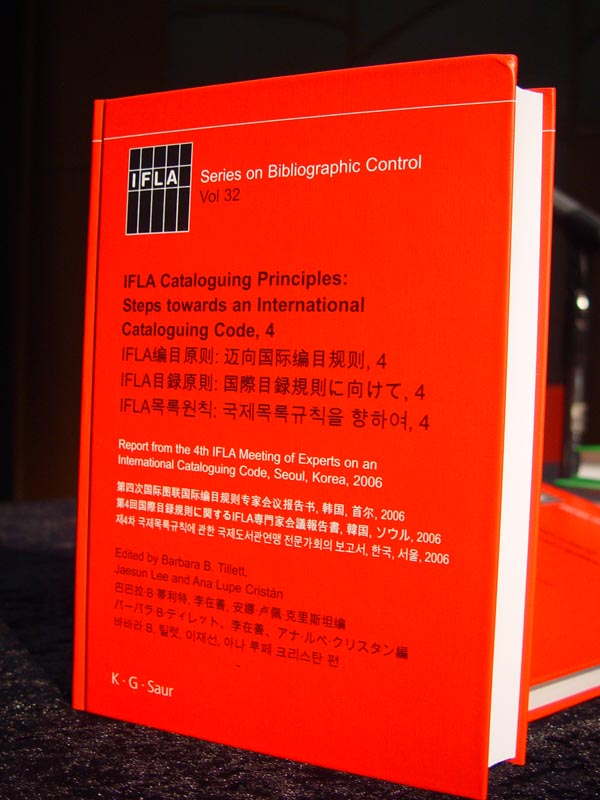 IFLA
Series on Bibliographic Control
Vol 32
IFLA Cataloguing Principles:
Steps towards an International
Cataloguing Code, 4
IFLA编目原则: 迈向国际编目规则, 4
IFLA目録原則: 国際目録規則に向けて, 4
IFLA목록원칙: 국제목록규칙을 향하여, 4
Report from the 4th IFLA Meeting of Experts on an
International Cataloguing Code, Seoul, Korea, 2006
第四次国际图联国际编目规则专家会议报告书, 韩国, 首尔, 2006
第4回国際目録規則に関するIFLA専門家会議報告書, 韓国, ソウル, 2006
제4차 국제목록규칙에 관한 국제도서관연맹 전문가회의 보고서, 한국, 서울, 2006
Edited by Barbara B. Tillett,
Jaesun Lee and Ana Lupe Cristán
巴巴拉·B·蒂利特, 李在善, 安娜·卢佩·克里斯坦编
バーバラ·B·ティレット、李在善、アナ·ルペ·クリスタン編
바바라 B. 틸렛, 이재선, 아나 루페 크리스탄 편
K · G · Saur